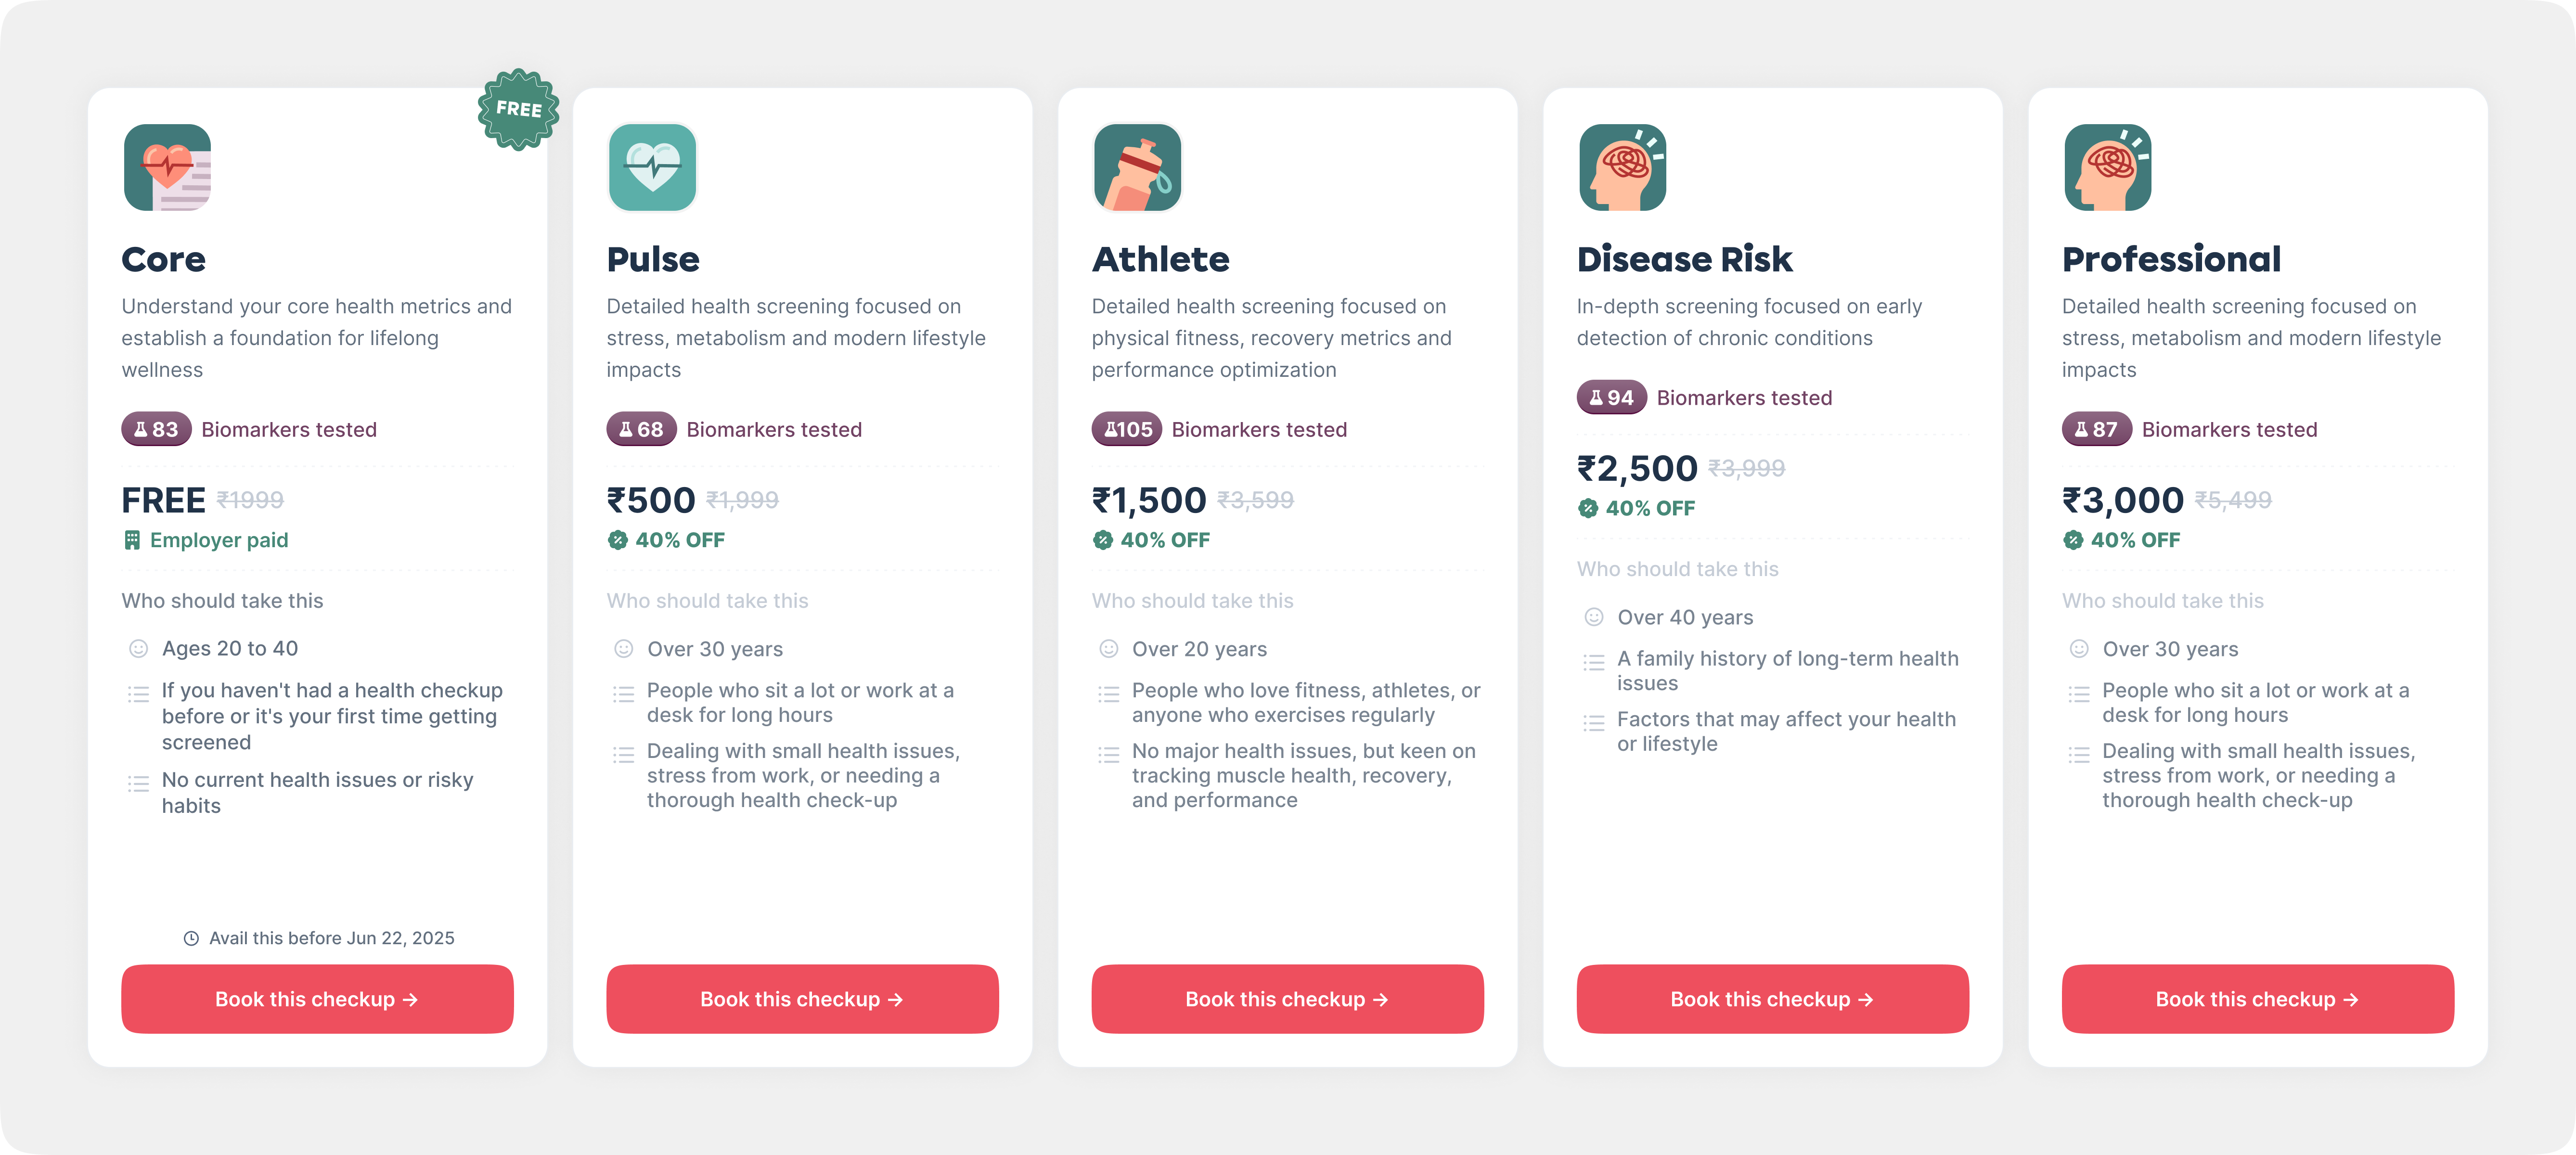 FREE
Core
Understand your core health metrics and
establish a foundation for lifelong
wellness
83 Biomarkers tested
FREE ₹1999
Employer paid
Who should take this
Ages 20 to 40
If you haven't had a health checkup
before or it's your first time getting
screened
No current health issues or risky
habits
Avail this before Jun 22, 2025
Book this checkup →
Pulse
Detailed health screening focused on
stress, metabolism and modern lifestyle
impacts
68 Biomarkers tested
₹500 ₹1,999
40% OFF
Who should take this
Over 30 years
People who sit a lot or work at a
desk for long hours
Dealing with small health issues,
stress from work, or needing a
thorough health check-up
Book this checkup →
Athlete
Detailed health screening focused on
physical fitness, recovery metrics and
performance optimization
105 Biomarkers tested
₹1,500 ₹3,599
40% OFF
Who should take this
Over 20 years
People who love fitness, athletes, or
anyone who exercises regularly
No major health issues, but keen on
tracking muscle health, recovery,
and performance
Book this checkup →
Disease Risk
In-depth screening focused on early
detection of chronic conditions
94 Biomarkers tested
₹2,500 ₹3,999
40% OFF
Who should take this
Over 40 years
A family history of long-term health
issues
Factors that may affect your health
or lifestyle
Book this checkup →
Professional
Detailed health screening focused on
stress, metabolism and modern lifestyle
impacts
87 Biomarkers tested
₹3,000 ₹5,499
40% OFF
Who should take this
Over 30 years
People who sit a lot or work at a
desk for long hours
Dealing with small health issues,
stress from work, or needing a
thorough health check-up
Book this checkup →